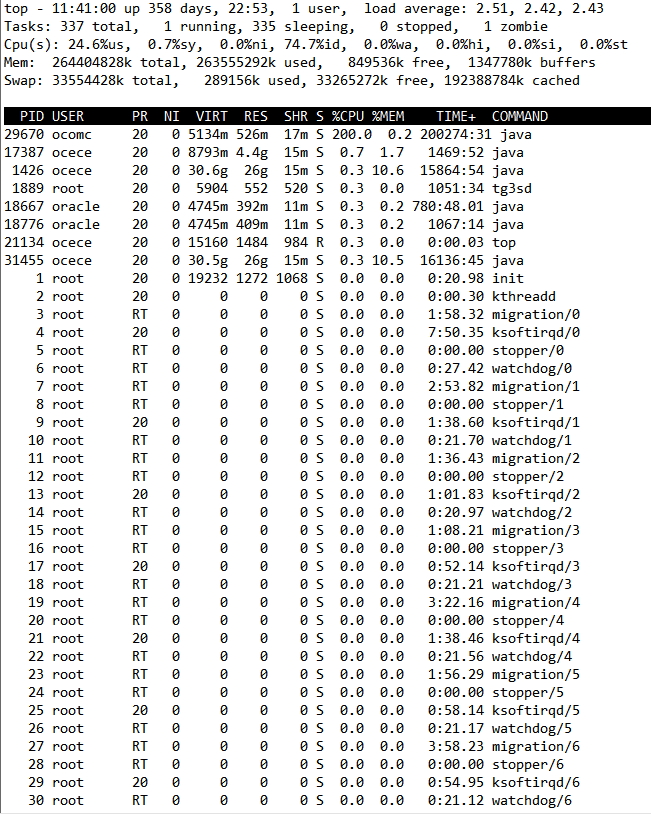 top - 11:41:00 up 358 days, 22:53,  1 user,  load average: 2.51, 2.42, 2.43
Tasks: 337 total,   1 running, 335 sleeping,   0 stopped,   1 zombie
Cpu(s): 24.6%us,  0.7%sy,  0.0%ni, 74.7%id,  0.0%wa,  0.0%hi,  0.0%si,  0.0%st
Mem:  264404828k total, 263555292k used,   849536k free,  1347780k buffers
Swap: 33554428k total,   289156k used, 33265272k free, 192388784k cached
PID USER      PR  NI  VIRT  RES  SHR S %CPU %MEM    TIME+  COMMAND
29670 ocomc     20   0 5134m 526m  17m S 200.0  0.2 200274:31 java
17387 ocece     20   0 8793m 4.4g  15m S  0.7  1.7   1469:52 java
1426 ocece     20   0 30.6g  26g  15m S  0.3 10.6  15864:54 java
1889 root      20   0  5904  552  520 S  0.3  0.0   1051:34 tg3sd
18667 oracle    20   0 4745m 392m  11m S  0.3  0.2 780:48.01 java
18776 oracle    20   0 4745m 409m  11m S  0.3  0.2   1067:14 java
21134 ocece     20   0 15160 1484  984 R  0.3  0.0   0:00.03 top
31455 ocece     20   0 30.5g  26g  15m S  0.3 10.5  16136:45 java
1 root      20   0 19232 1272 1068 S  0.0  0.0   0:20.98 init
2 root      20   0     0    0    0 S  0.0  0.0   0:00.30 kthreadd
3 root      RT   0     0    0    0 S  0.0  0.0   1:58.32 migration/0
4 root      20   0     0    0    0 S  0.0  0.0   7:50.35 ksoftirqd/0
5 root      RT   0     0    0    0 S  0.0  0.0   0:00.00 stopper/0
6 root      RT   0     0    0    0 S  0.0  0.0   0:27.42 watchdog/0
7 root      RT   0     0    0    0 S  0.0  0.0   2:53.82 migration/1
8 root      RT   0     0    0    0 S  0.0  0.0   0:00.00 stopper/1
9 root      20   0     0    0    0 S  0.0  0.0   1:38.60 ksoftirqd/1
10 root      RT   0     0    0    0 S  0.0  0.0   0:21.70 watchdog/1
11 root      RT   0     0    0    0 S  0.0  0.0   1:36.43 migration/2
12 root      RT   0     0    0    0 S  0.0  0.0   0:00.00 stopper/2
13 root      20   0     0    0    0 S  0.0  0.0   1:01.83 ksoftirqd/2
14 root      RT   0     0    0    0 S  0.0  0.0   0:20.97 watchdog/2
15 root      RT   0     0    0    0 S  0.0  0.0   1:08.21 migration/3
16 root      RT   0     0    0    0 S  0.0  0.0   0:00.00 stopper/3
17 root      20   0     0    0    0 S  0.0  0.0   0:52.14 ksoftirqd/3
18 root      RT   0     0    0    0 S  0.0  0.0   0:21.21 watchdog/3
19 root      RT   0     0    0    0 S  0.0  0.0   3:22.16 migration/4
20 root      RT   0     0    0    0 S  0.0  0.0   0:00.00 stopper/4
21 root      20   0     0    0    0 S  0.0  0.0   1:38.46 ksoftirqd/4
22 root      RT   0     0    0    0 S  0.0  0.0   0:21.56 watchdog/4
23 root      RT   0     0    0    0 S  0.0  0.0   1:56.29 migration/5
24 root      RT   0     0    0    0 S  0.0  0.0   0:00.00 stopper/5
25 root      20   0     0    0    0 S  0.0  0.0   0:58.14 ksoftirqd/5
26 root      RT   0     0    0    0 S  0.0  0.0   0:21.17 watchdog/5
27 root      RT   0     0    0    0 S  0.0  0.0   3:58.23 migration/6
28 root      RT   0     0    0    0 S  0.0  0.0   0:00.00 stopper/6
29 root      20   0     0    0    0 S  0.0  0.0   0:54.95 ksoftirqd/6
30 root      RT   0     0    0    0 S  0.0  0.0   0:21.12 watchdog/6